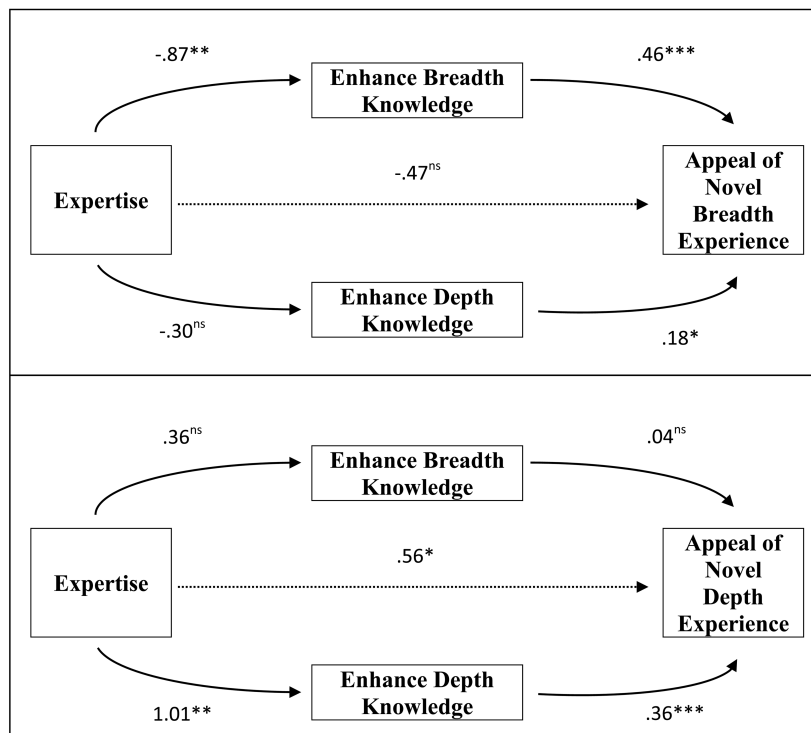 -.87**
.46***
Enhance Breadth
Knowledge
-.47ns
Expertise
Appeal of
Novel
Breadth
Experience
Enhance Depth
Knowledge
-.30ns
.18*
.36ns
.04ns
Enhance Breadth
Knowledge
.56*
Expertise
Appeal of
Novel
Depth
Experience
Enhance Depth
Knowledge
1.01**
.36***